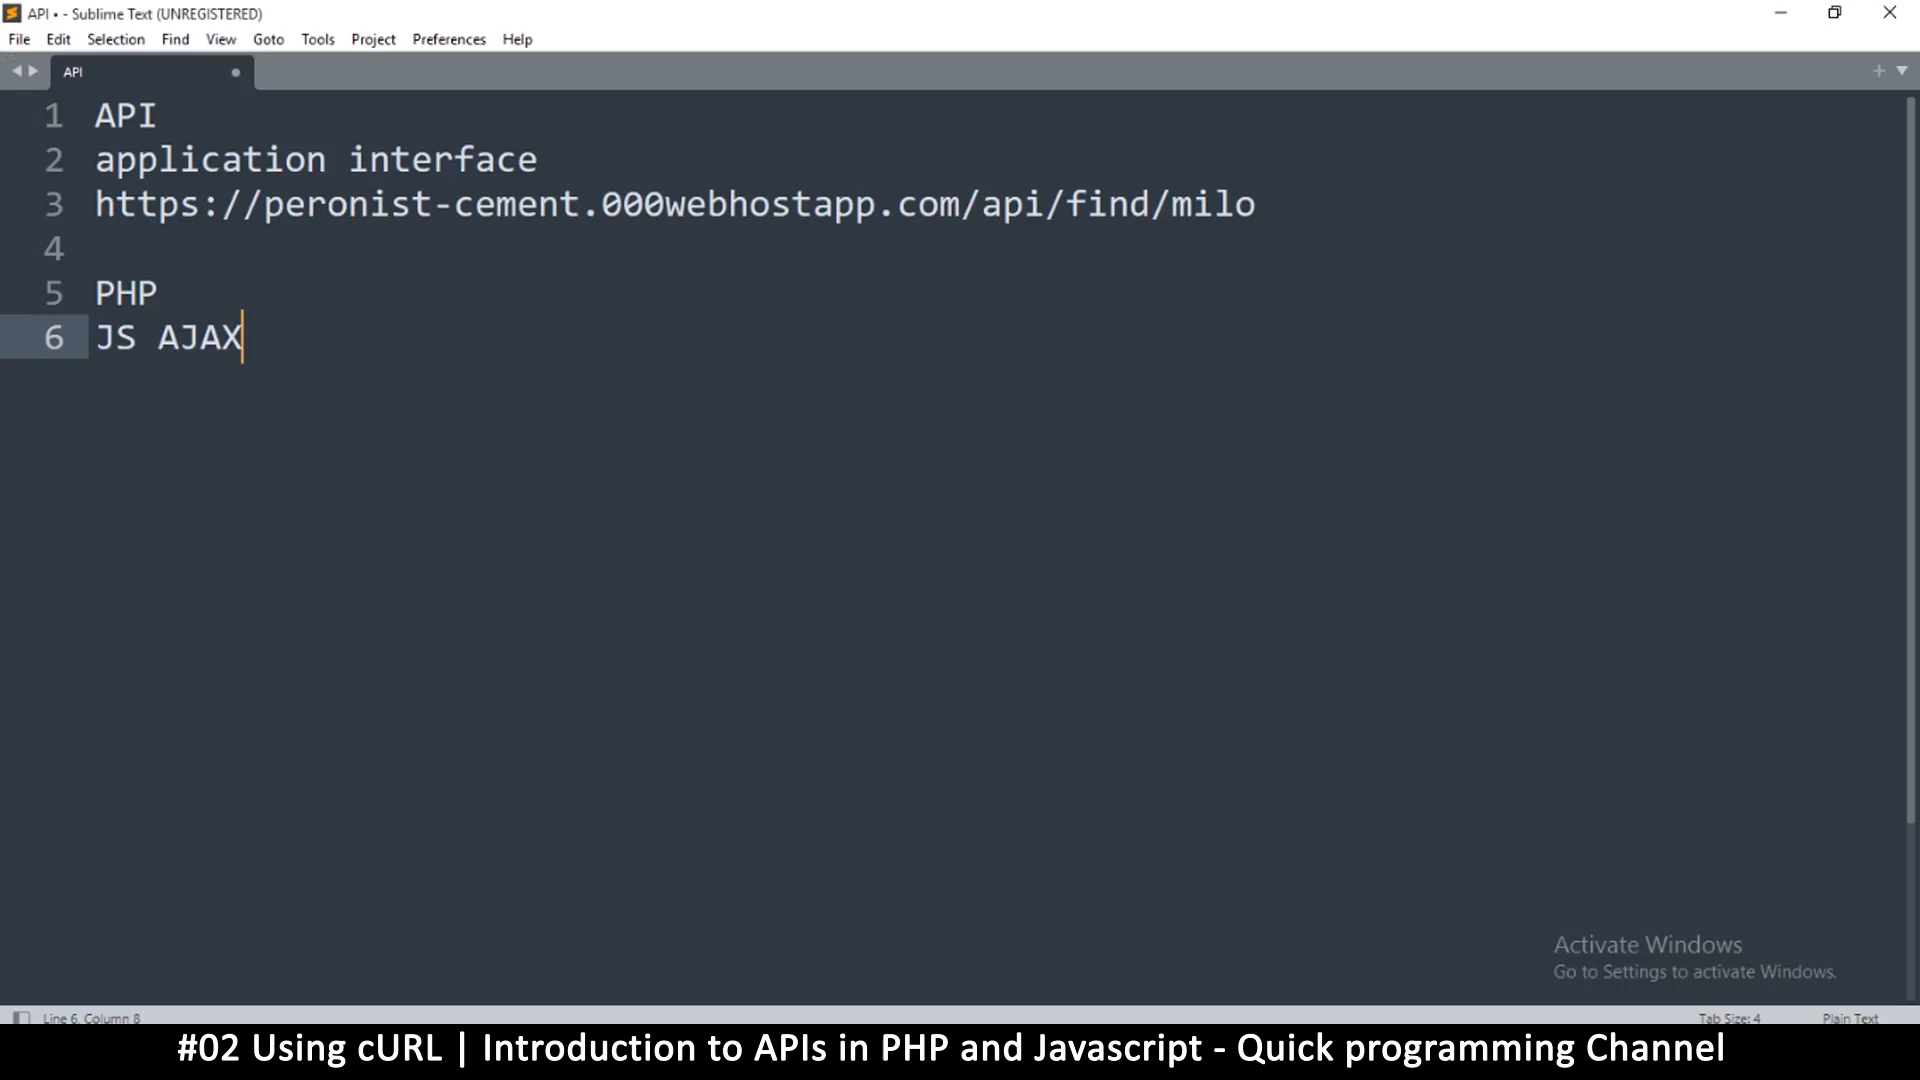 API • - Sublime Text (UNREGISTERED)
File Edit Selection Find View Goto Tools Project Preferences Help
API
1 API
2 application interface
3 https://peronist-cement.000webhostapp.com/api/find/milo
4
5 PHP
6 JS AJAX
Activate Windows
Go to Settings to activate Windows.
Line 6, Column 8 Tab Size: 4 Plain Text
#02 Using cURL | Introduction to APIs in PHP and Javascript - Quick programming Channel